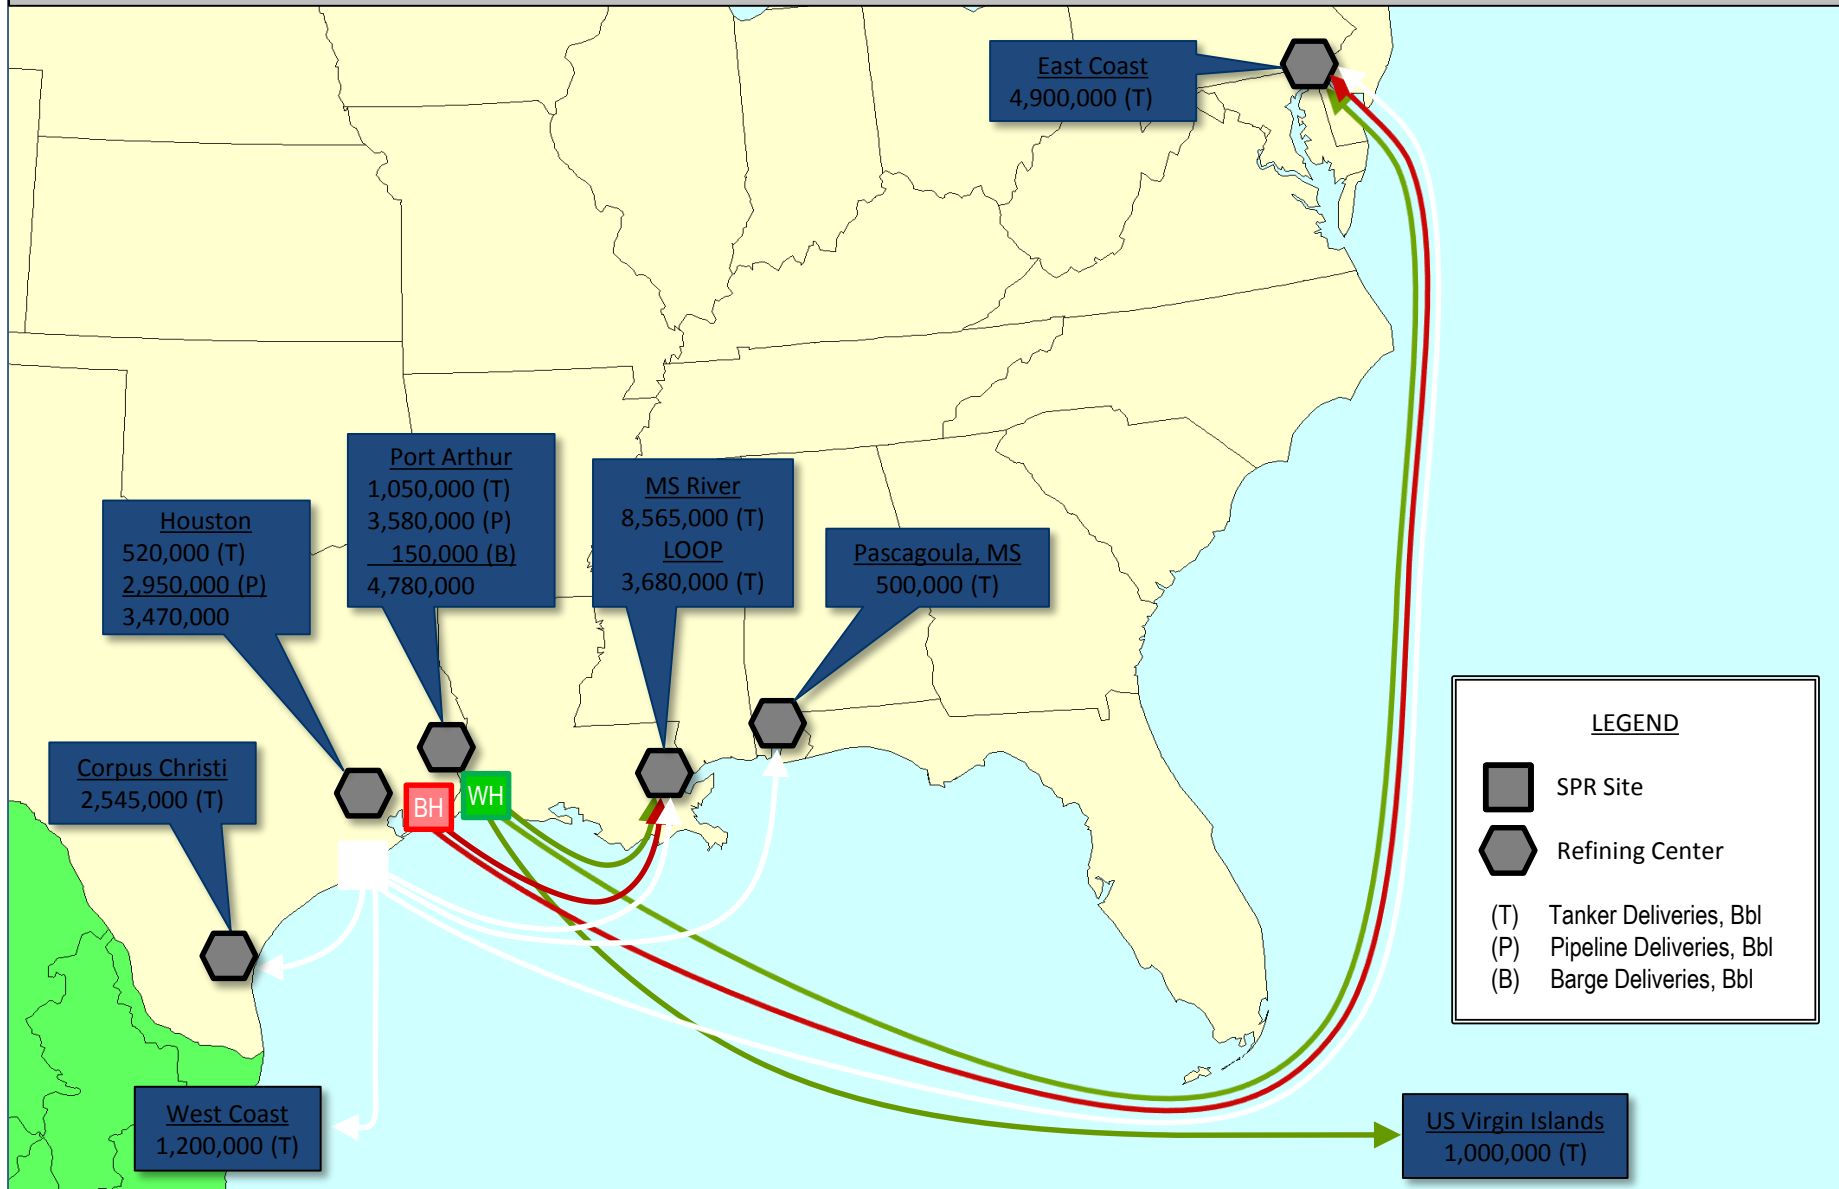 East Coast
4,900,000 (T)
Port Arthur
1,050,000 (T)
3,580,000 (P)
150,000 (B)
4,780,000
MS River
8,565,000 (T)
LOOP
3,680,000 (T)
Houston
520,000 (T)
2,950,000 (P)
3,470,000
Pascagoula, MS
500,000 (T)
Corpus Christi
2,545,000 (T)
BH
WH
LEGEND
SPR Site
Refining Center
(T) Tanker Deliveries, Bbl
(P) Pipeline Deliveries, Bbl
(B) Barge Deliveries, Bbl
West Coast
1,200,000 (T)
US Virgin Islands
1,000,000 (T)